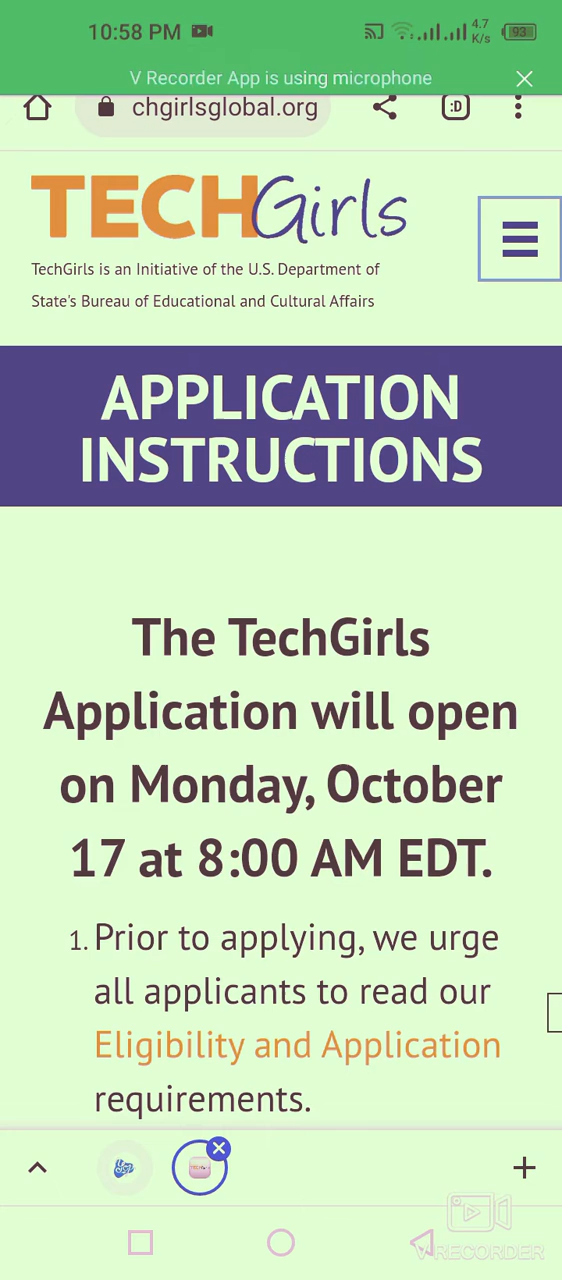 10:58 PM
4.7
K/s
93
V Recorder App is using microphone
chgirlsglobal.org
:D
TECHGirls
TechGirls is an Initiative of the U.S. Department of
State's Bureau of Educational and Cultural Affairs
APPLICATION
INSTRUCTIONS
The TechGirls
Application will open
on Monday, October
17 at 8:00 AM EDT.
1. Prior to applying, we urge
all applicants to read our
Eligibility and Application
requirements.
V RECORDER